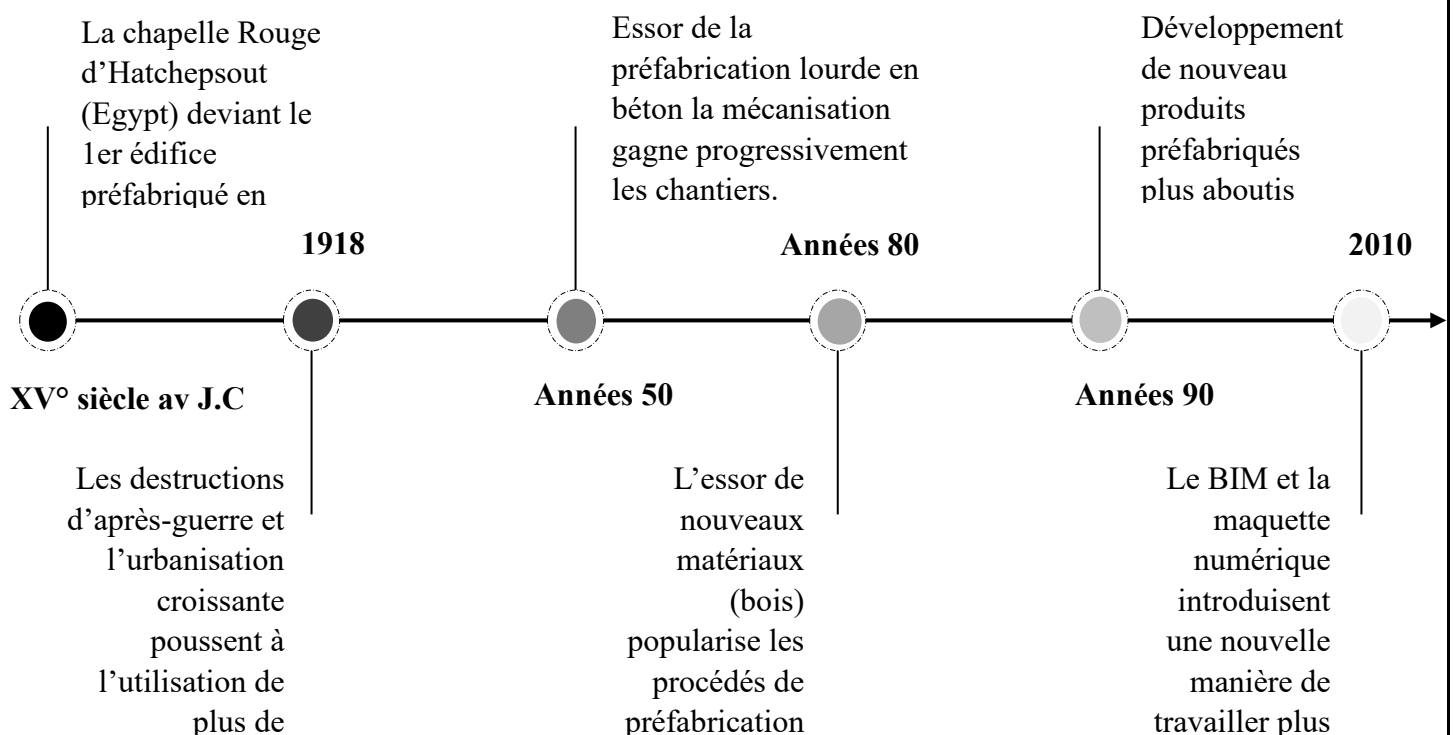 La chapelle Rouge
d’Hatchepsout
(Egypt) deviant le
1er édifice
préfabriqué en
Essor de la
préfabrication lourde en
béton la mécanisation
gagne progressivement
les chantiers.
Développement
de nouveau
produits
préfabriqués
plus aboutis
1918
Années 80
2010
XV° siècle av J.C
Années 50
Années 90
Les destructions
d’après-guerre et
l’urbanisation
croissante
poussent à
l’utilisation de
plus de
L’essor de
nouveaux
matériaux
(bois)
popularise les
procédés de
préfabrication
Le BIM et la
maquette
numérique
introduisent
une nouvelle
manière de
travailler plus